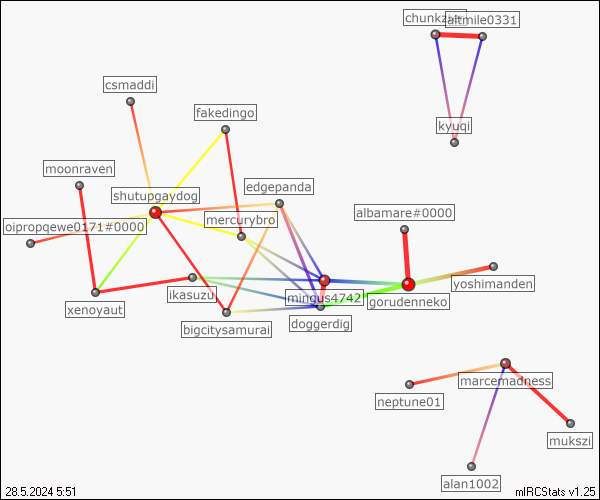 chunkz
altmile0331
csmaddi
fakedingo
kyuqi
moonraven
edgepanda
shutupgaydog
albamare#0000
mercurybro
oipropqewe0171#0000
yoshimanden
ikasuzu
mingus4742
gorudenneko
xenoyaut
doggerdig
bigcitysamurai
marcemadness
neptune01
mukszi
alan1002
28.5.2024 5:51
mIRCStats v1.25